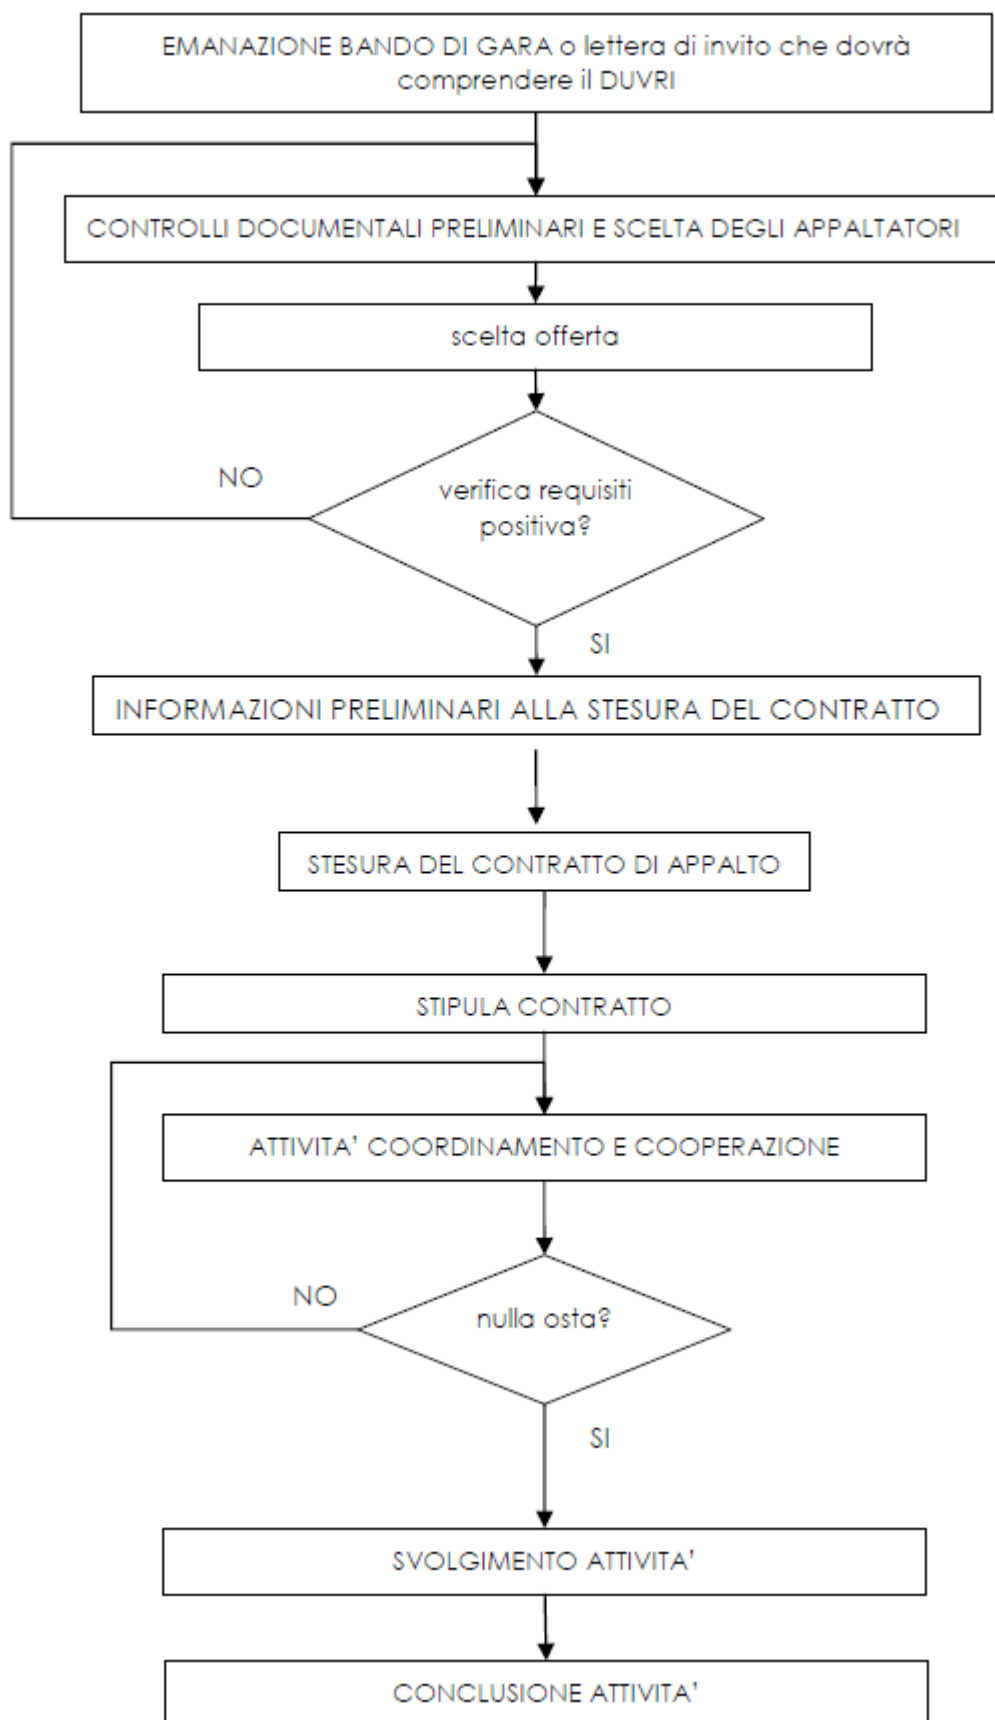 EMANAZIONE BANDO DI GARA o lettera di invito che dovrà
comprendere il DUVRI
CONTROLLI DOCUMENTALI PRELIMINARI E SCELTA DEGLI APPALTATORI
scelta offerta
NO
verifica requisiti
positiva?
SI
INFORMAZIONI PRELIMINARI ALLA STESURA DEL CONTRATTO
STESURA DEL CONTRATTO DI APPALTO
STIPULA CONTRATTO
ATTIVITA’ COORDINAMENTO E COOPERAZIONE
NO
nulla osta?
SI
SVOLGIMENTO ATTIVITA’
CONCLUSIONE ATTIVITA’